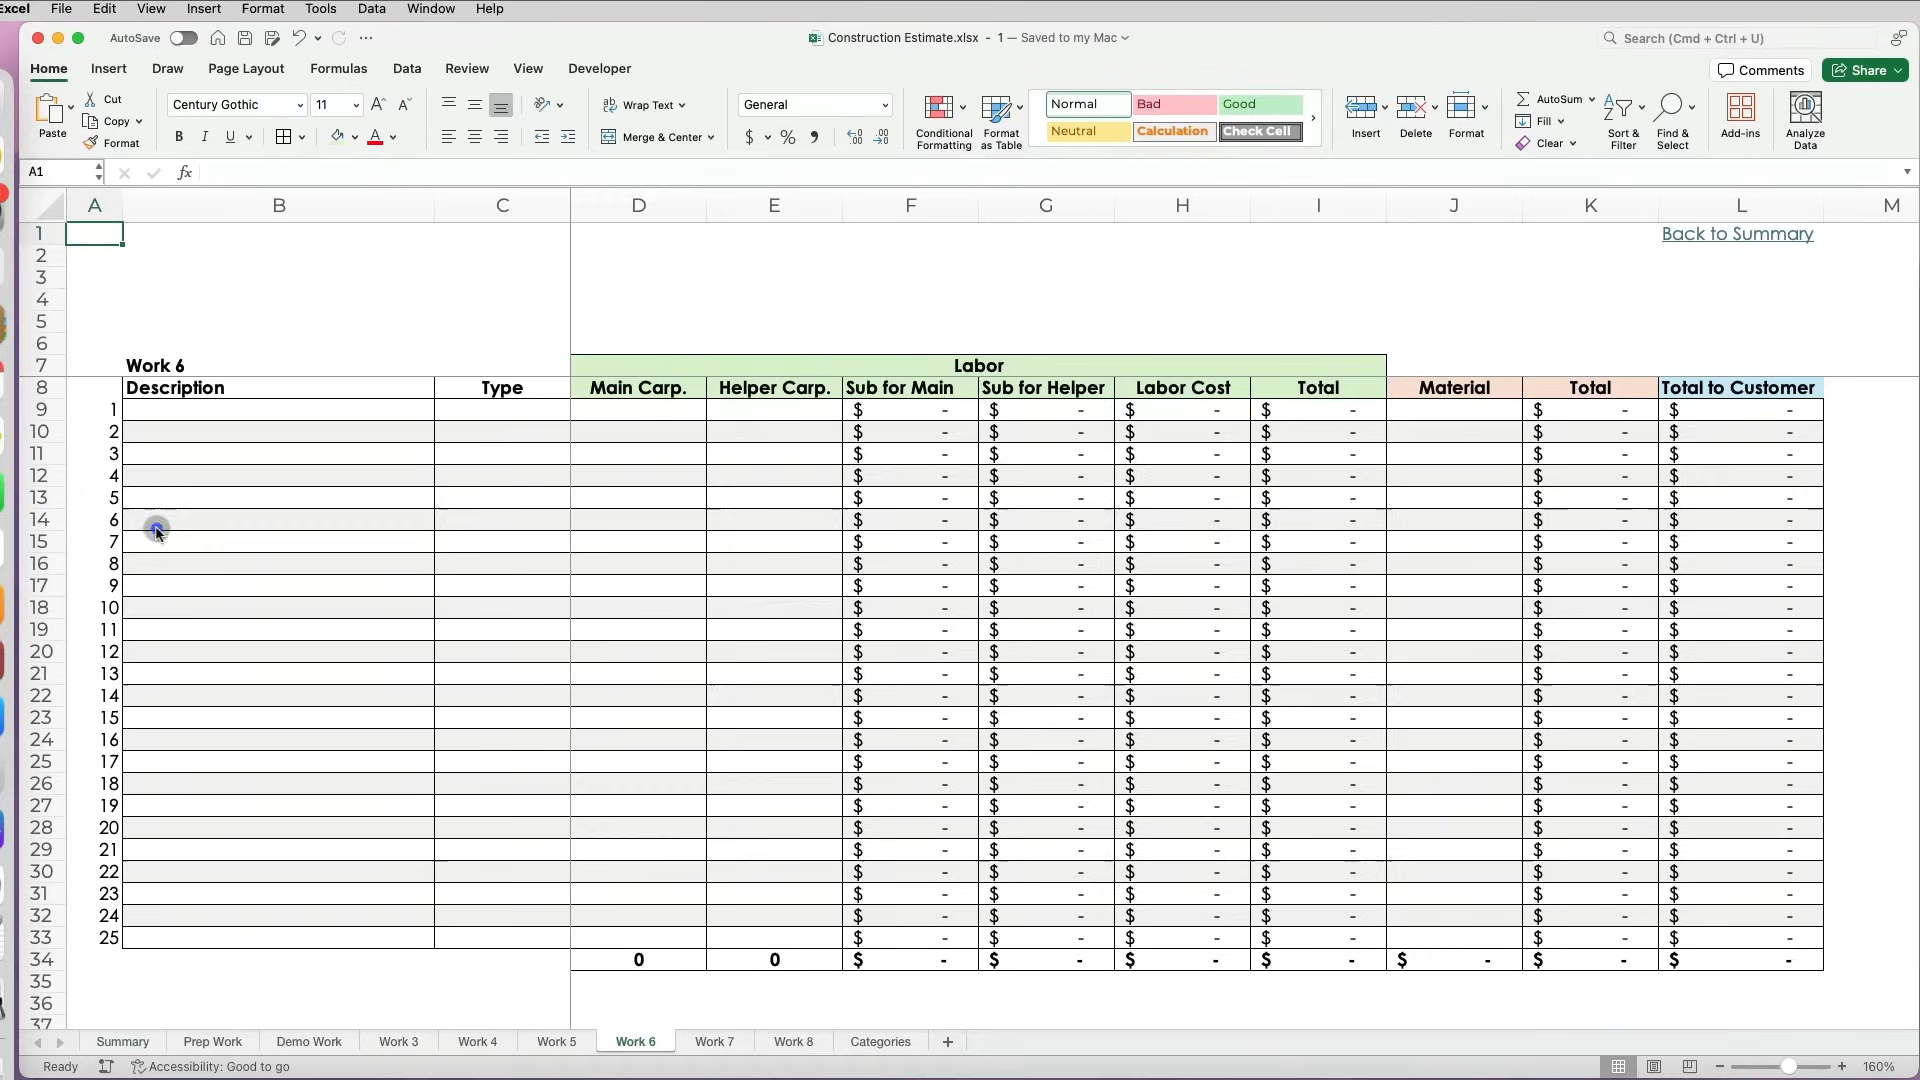 Excel File Edit View Insert Format Tools Data Window Help
AutoSave
Construction Estimate.xlsx - 1 — Saved to my Mac
Search (Cmd + Ctrl + U)
Home Insert Draw Page Layout Formulas Data Review View Developer
Comments Share
Paste Cut Copy Format
Century Gothic 11
B I U
Wrap Text
Merge & Center
General
$ %
Conditional Formatting
Format as Table
Normal Bad Good
Neutral Calculation Check Cell
Insert Delete Format
AutoSum
Fill
Clear
Sort & Filter
Find & Select
Add-ins
Analyze Data
A1 fx
A B C D E F G H I J K L M
1 Back to Summary
2
3
4
5
6
7 Work 6 Labor
8 Description Type Main Carp. Helper Carp. Sub for Main Sub for Helper Labor Cost Total Material Total Total to Customer
9 1 $ - $ - $ - $ - $ - $ -
10 2 $ - $ - $ - $ - $ - $ -
11 3 $ - $ - $ - $ - $ - $ -
12 4 $ - $ - $ - $ - $ - $ -
13 5 $ - $ - $ - $ - $ - $ -
14 6 $ - $ - $ - $ - $ - $ -
15 7 $ - $ - $ - $ - $ - $ -
16 8 $ - $ - $ - $ - $ - $ -
17 9 $ - $ - $ - $ - $ - $ -
18 10 $ - $ - $ - $ - $ - $ -
19 11 $ - $ - $ - $ - $ - $ -
20 12 $ - $ - $ - $ - $ - $ -
21 13 $ - $ - $ - $ - $ - $ -
22 14 $ - $ - $ - $ - $ - $ -
23 15 $ - $ - $ - $ - $ - $ -
24 16 $ - $ - $ - $ - $ - $ -
25 17 $ - $ - $ - $ - $ - $ -
26 18 $ - $ - $ - $ - $ - $ -
27 19 $ - $ - $ - $ - $ - $ -
28 20 $ - $ - $ - $ - $ - $ -
29 21 $ - $ - $ - $ - $ - $ -
30 22 $ - $ - $ - $ - $ - $ -
31 23 $ - $ - $ - $ - $ - $ -
32 24 $ - $ - $ - $ - $ - $ -
33 25 $ - $ - $ - $ - $ - $ -
34 0 0 $ - $ - $ - $ - $ - $ - $ -
35
36
37
Summary Prep Work Demo Work Work 3 Work 4 Work 5 Work 6 Work 7 Work 8 Categories +
Ready Accessibility: Good to go 160%